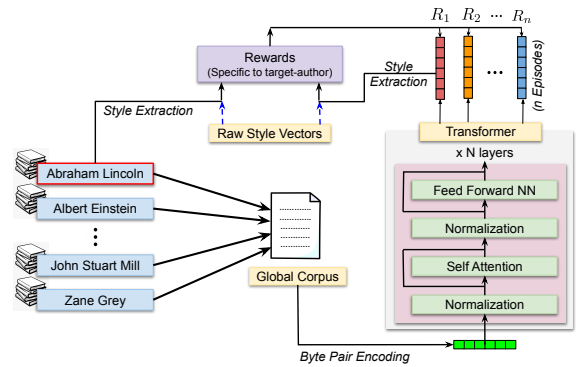 R1 R2 ... Rn
Rewards
(Specific to target-author)
Style
Extraction
(n Episodes)
...
Style Extraction
Raw Style Vectors
Transformer
x N layers
Abraham Lincoln
Feed Forward NN
Albert Einstein
Normalization
John Stuart Mill
Self Attention
Global Corpus
Zane Grey
Normalization
Byte Pair Encoding